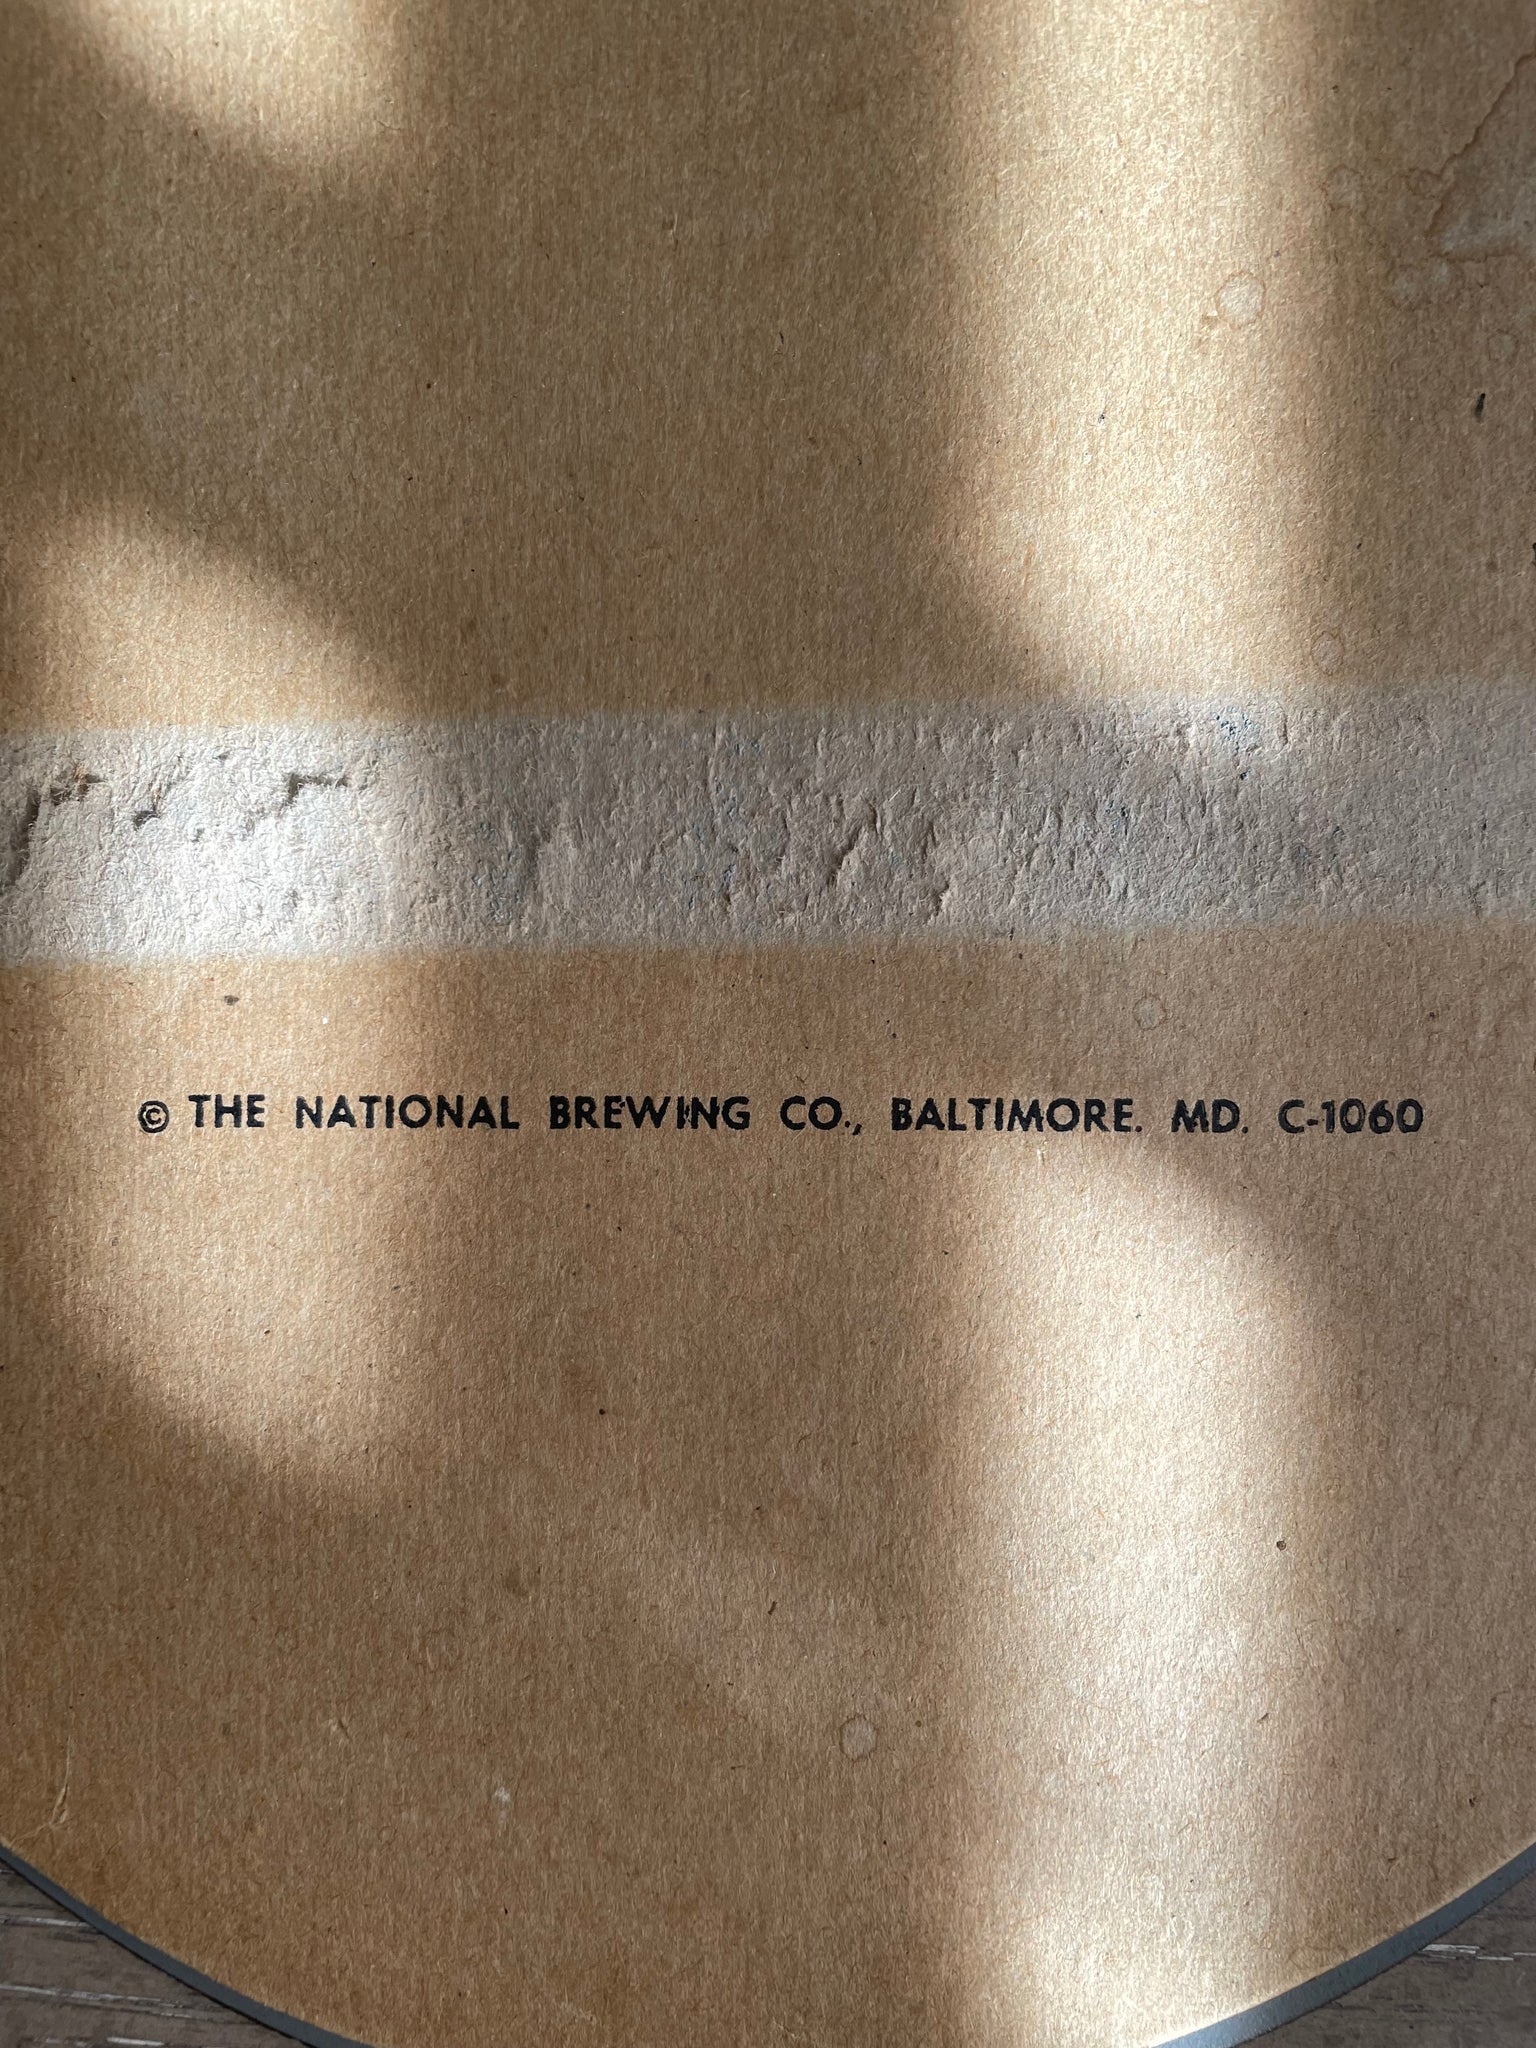 © THE NATIONAL BREWING CO., BALTIMORE. MD. C-1060